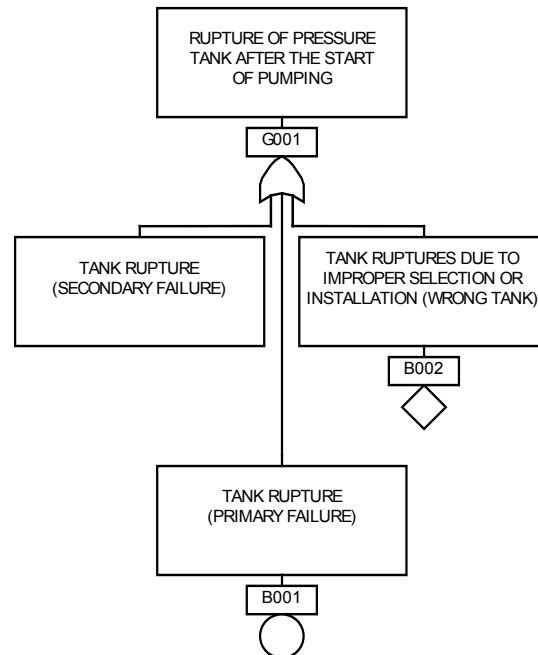 RUPTURE OF PRESSURE
TANK AFTER THE START
OF PUMPING
G001
TANK RUPTURE
(SECONDARY FAILURE)
TANK RUPTURES DUE TO
IMPROPER SELECTION OR
INSTALLATION (WRONG TANK)
B002
TANK RUPTURE
(PRIMARY FAILURE)
B001